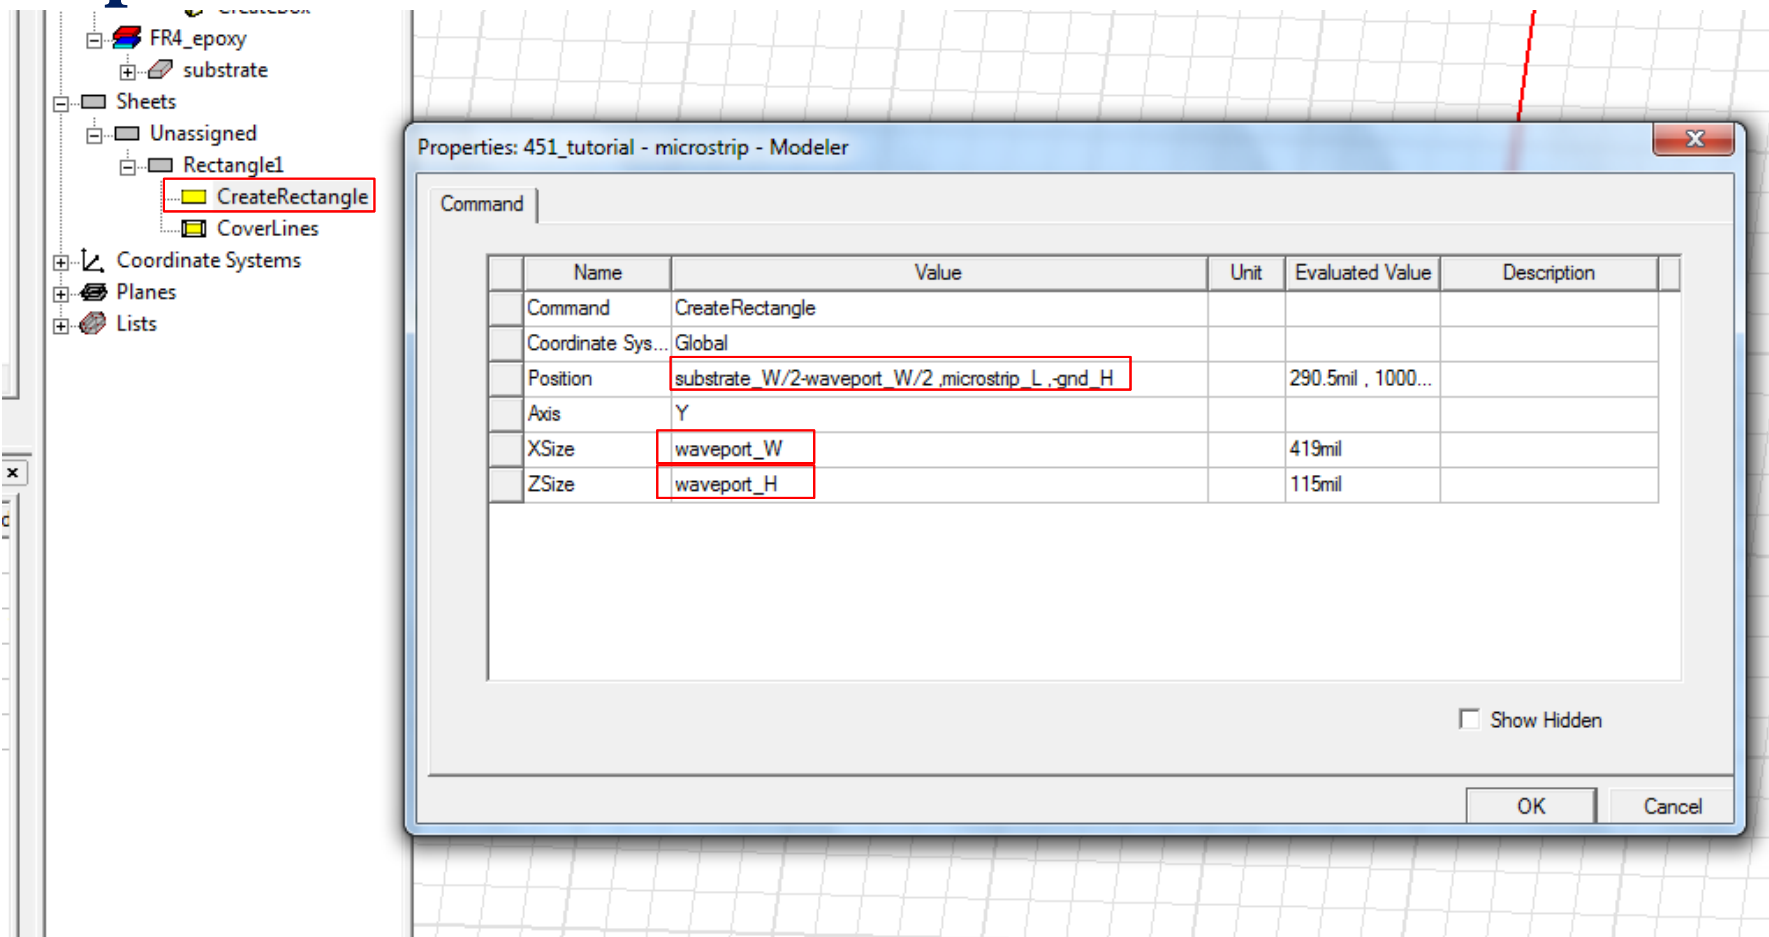 FR4_epoxy
substrate
Sheets
Unassigned
Rectangle1
CreateRectangle
CoverLines
Coordinate Systems
Planes
Lists
Properties: 451_tutorial - microstrip - Modeler
Command
Name Value Unit Evaluated Value Description
Command CreateRectangle
Coordinate Sys... Global
Position substrate_W/2-waveport_W/2 ,microstrip_L ,-gnd_H 290.5mil , 1000...
Axis Y
XSize waveport_W 419mil
ZSize waveport_H 115mil
Show Hidden
OK Cancel